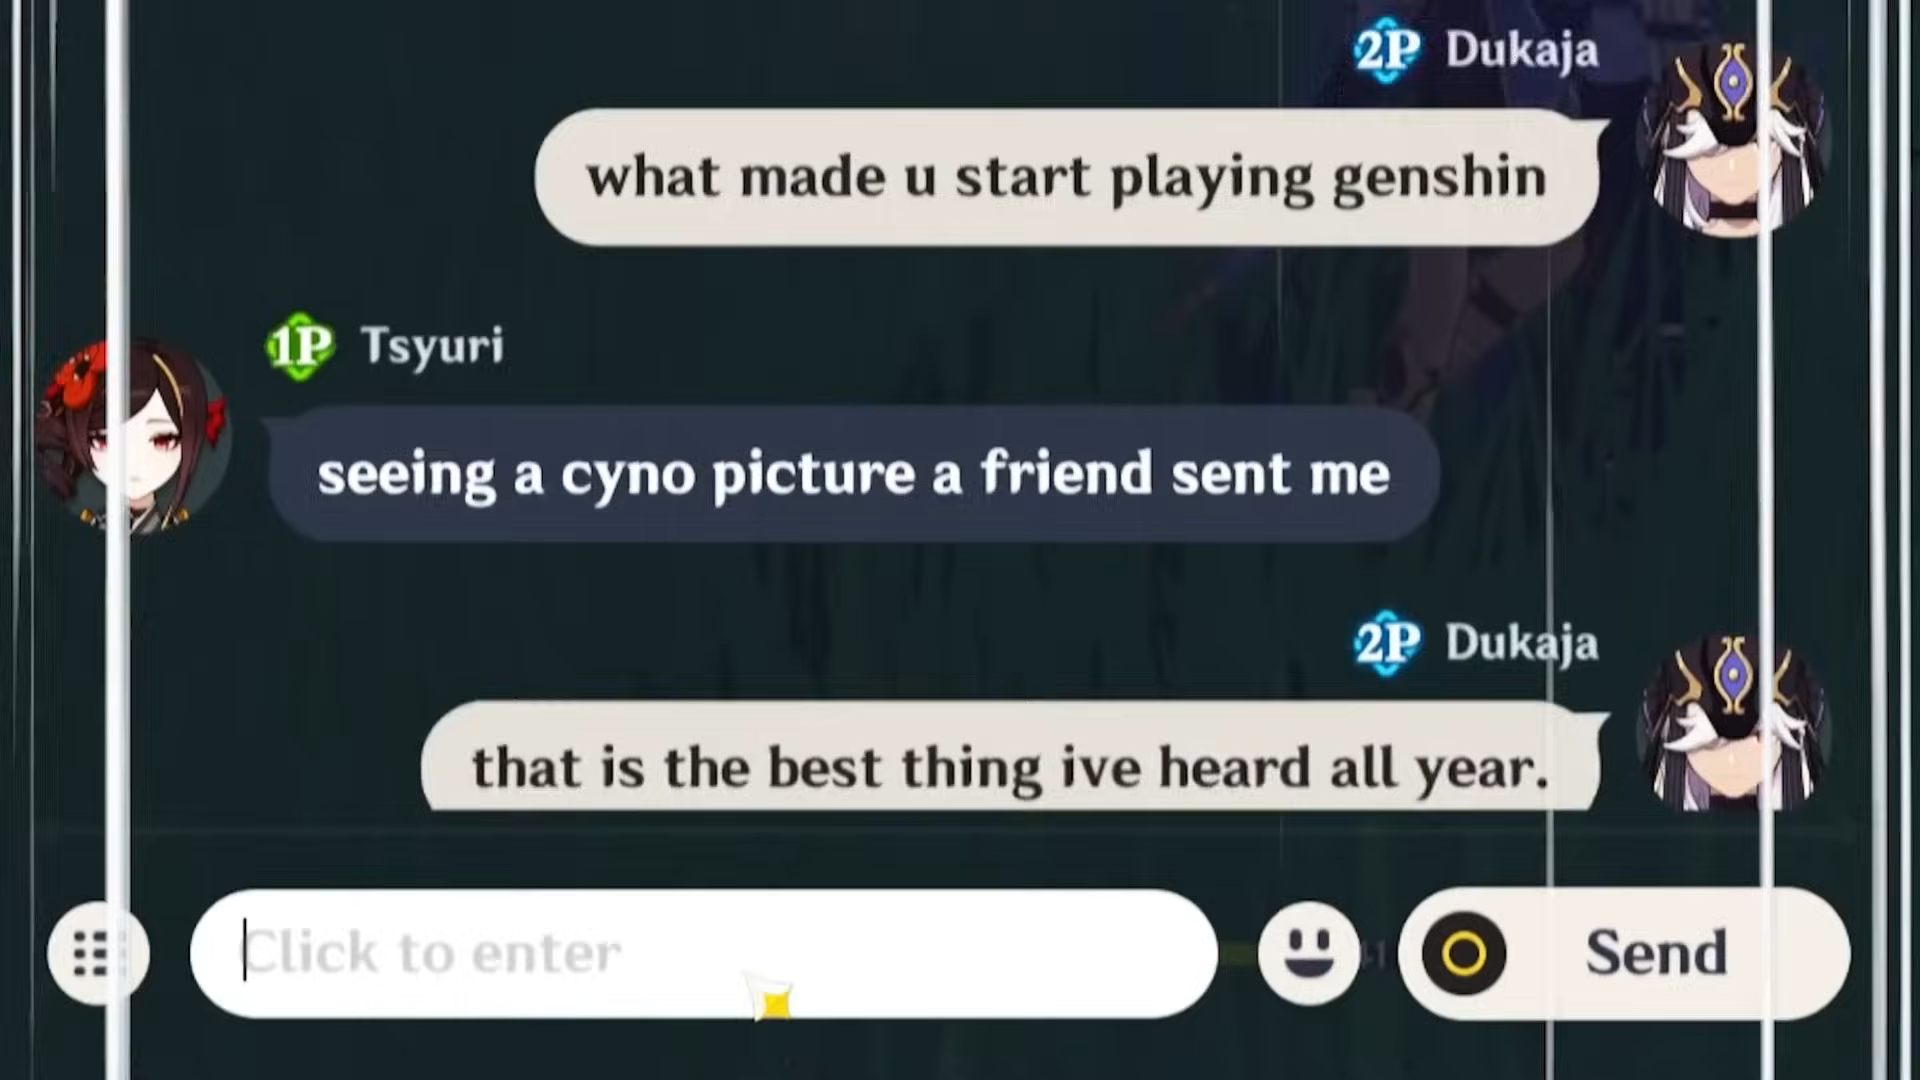 2P Dukaja
what made u start playing genshin
1P Tsyuri
seeing a cyno picture a friend sent me
2P Dukaja
that is the best thing ive heard all year.
Click to enter
Send